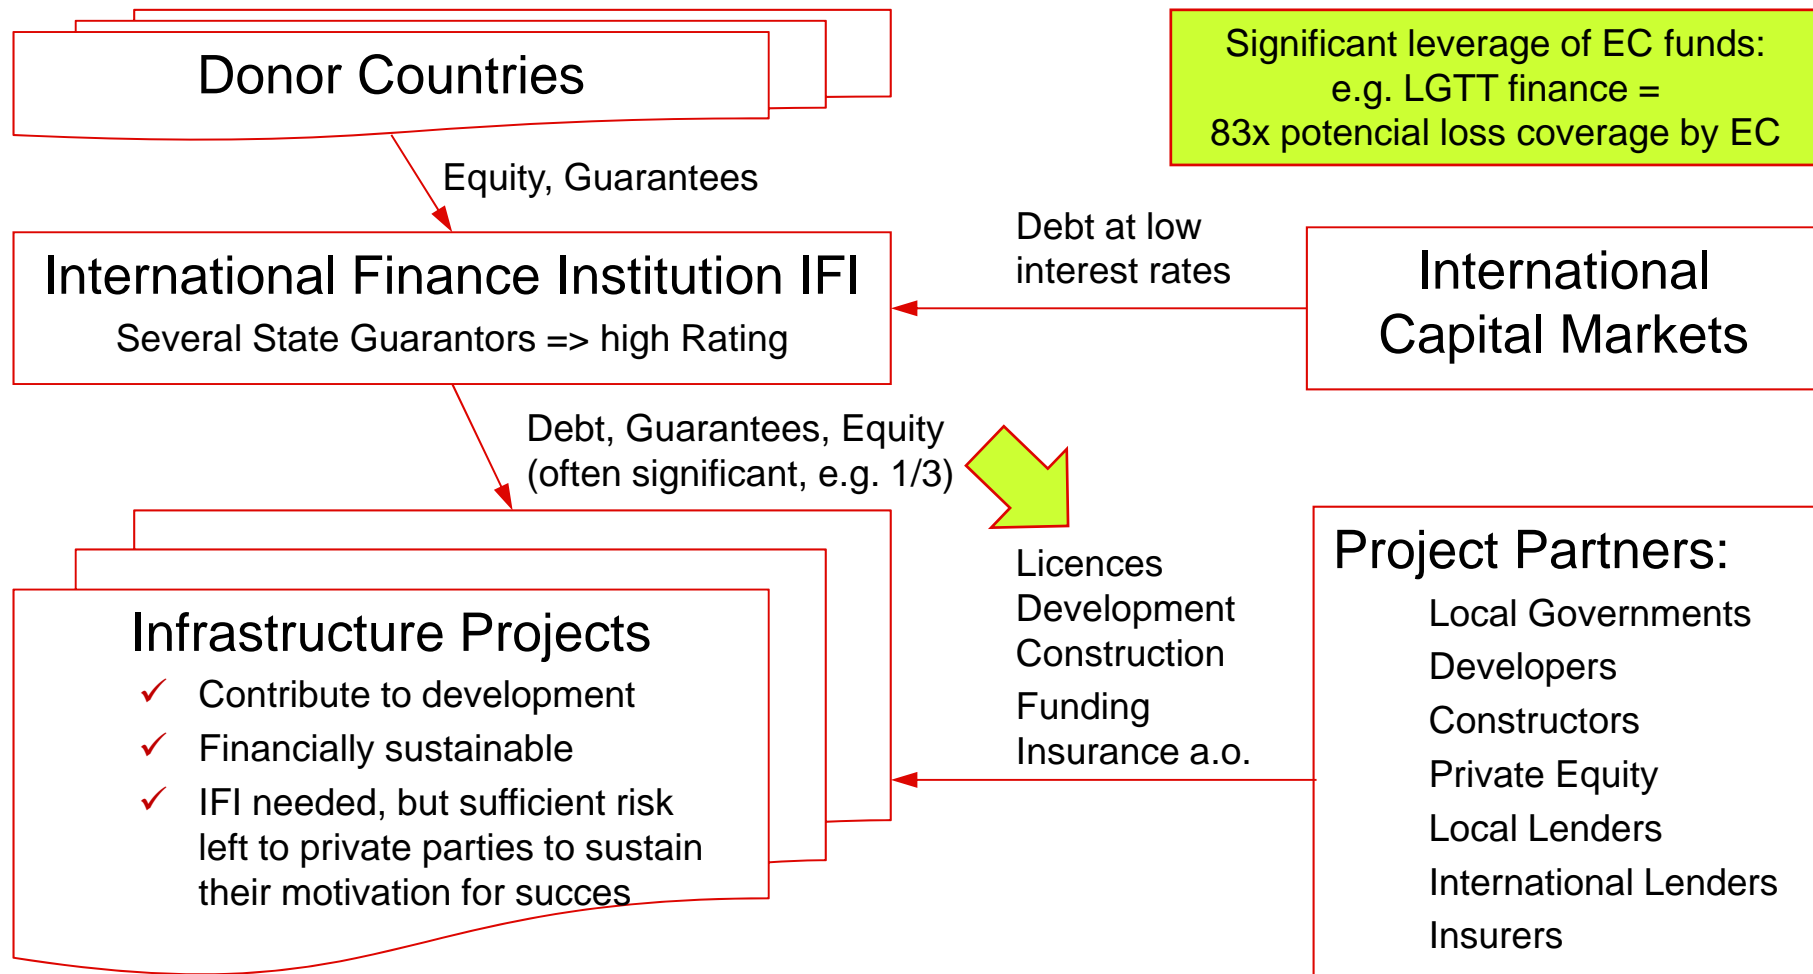 Donor Countries
Significant leverage of EC funds:
e.g. LGTT finance =
83x potencial loss coverage by EC
Equity, Guarantees
International Finance Institution IFI
Several State Guarantors => high Rating
Debt at low
interest rates
International
Capital Markets
Debt, Guarantees, Equity
(often significant, e.g. 1/3)
Infrastructure Projects
✓ Contribute to development
✓ Financially sustainable
✓ IFI needed, but sufficient risk
left to private parties to sustain
their motivation for succes
Licences
Development
Construction
Funding
Insurance a.o.
Project Partners:
Local Governments
Developers
Constructors
Private Equity
Local Lenders
International Lenders
Insurers